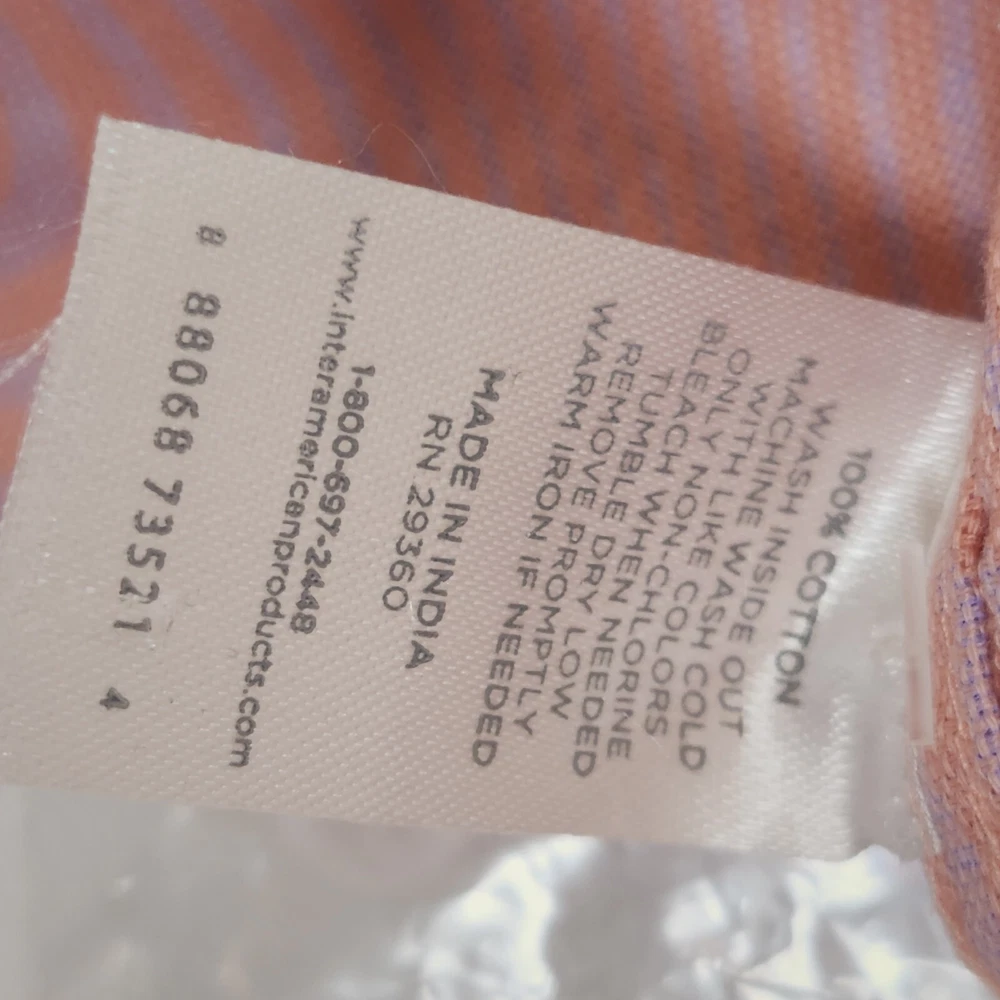 100% COTTON
WASH INSIDE OUT
MACHINE WASH COLD
WITH LIKE COLORS
ONLY NON-CHLORINE
BLEACH WHEN NEEDED
TUMBLE DRY LOW
REMOVE PROMPTLY
WARM IRON IF NEEDED
MADE IN INDIA
RN 29360
1-800-697-2448
www.interamericanproducts.com
8 88068 73521 4